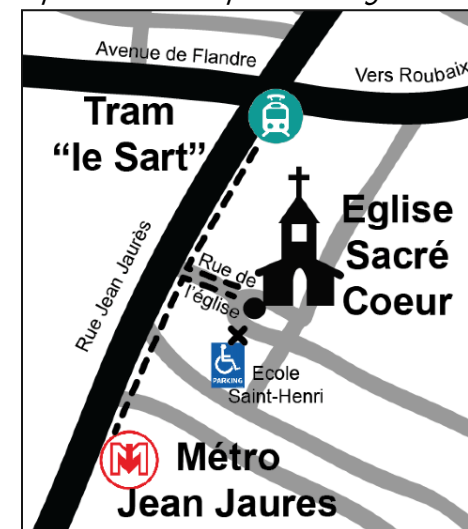 Avenue de Flandre
Vers Roubaix
Tram
“le Sart”
Eglise
Sacré
Coeur
Rue Jean Jaurès
Rue de
l'église
PARKING
Ecole
Saint-Henri
M
Métro
Jean Jaures